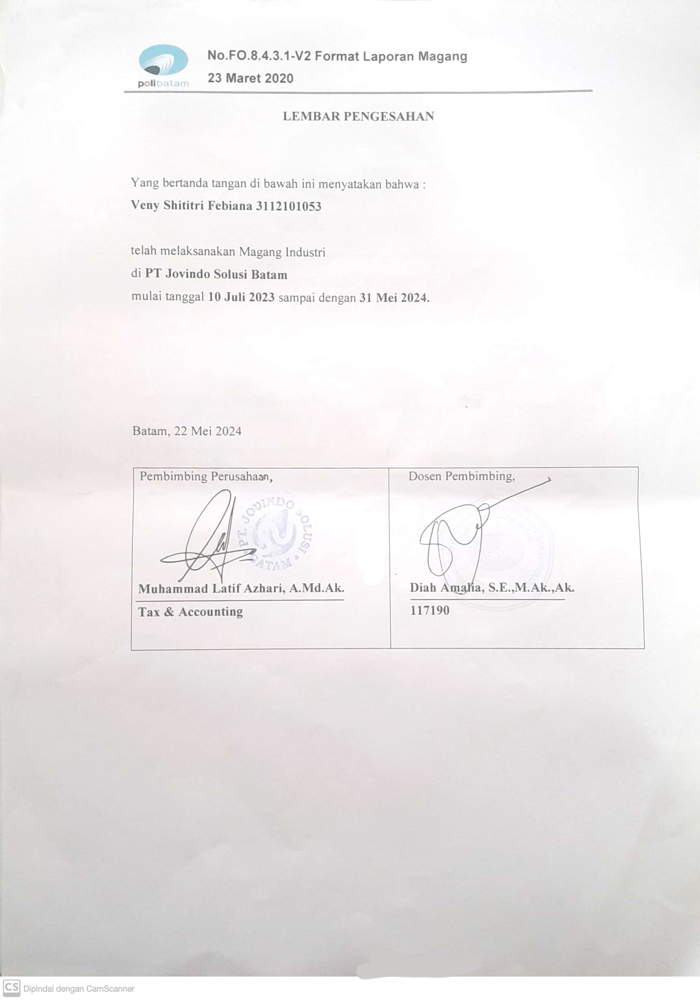 No.FO.8.4.3.1-V2 Format Laporan Magang
23 Maret 2020
polibatam
LEMBAR PENGESAHAN
Yang bertanda tangan di bawah ini menyatakan bahwa :
Veny Shititri Febiana 3112101053
telah melaksanakan Magang Industri
di PT Jovindo Solusi Batam
mulai tanggal 10 Juli 2023 sampai dengan 31 Mei 2024.
Batam, 22 Mei 2024
Pembimbing Perusahaan,
PT. JOVINDO SOLUSI • BATAM
Muhammad Latif Azhari, A.Md.Ak.
Tax & Accounting
Dosen Pembimbing,
Diah Amalia, S.E.,M.Ak.,Ak.
117190
CS Dipindai dengan CamScanner